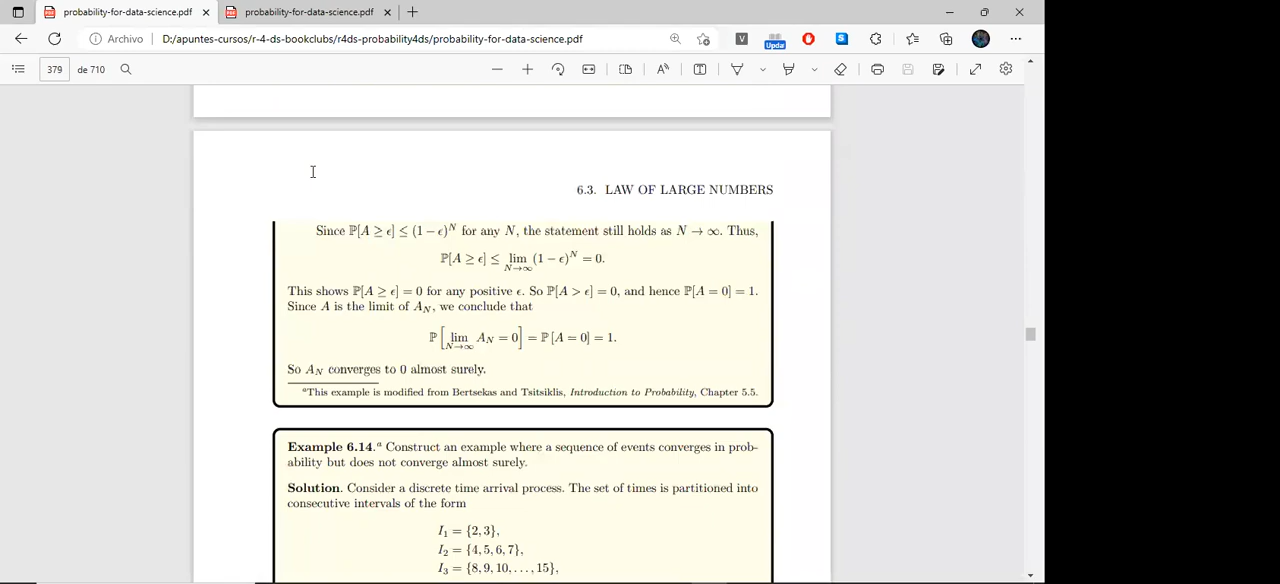 probability-for-data-science.pdf
probability-for-data-science.pdf
Archivo
D:/apuntes-cursos/r-4-ds-bookclubs/r4ds-probability4ds/probability-for-data-science.pdf
V
Updat
S
379 de 710
6.3. LAW OF LARGE NUMBERS
Since ℙ[A ≥ ϵ] ≤ (1 − ϵ)^N for any N, the statement still holds as N → ∞. Thus,
ℙ[A ≥ ϵ] ≤ lim_{N→∞} (1 − ϵ)^N = 0.
This shows ℙ[A ≥ ϵ] = 0 for any positive ϵ. So ℙ[A > ϵ] = 0, and hence ℙ[A = 0] = 1.
Since A is the limit of A_N, we conclude that
ℙ [lim_{N→∞} A_N = 0] = ℙ [A = 0] = 1.
So A_N converges to 0 almost surely.
ᵃThis example is modified from Bertsekas and Tsitsiklis, Introduction to Probability, Chapter 5.5.
Example 6.14.ᵃ Construct an example where a sequence of events converges in prob-
ability but does not converge almost surely.
Solution. Consider a discrete time arrival process. The set of times is partitioned into
consecutive intervals of the form
I₁ = {2, 3},
I₂ = {4, 5, 6, 7},
I₃ = {8, 9, 10, . . . , 15},